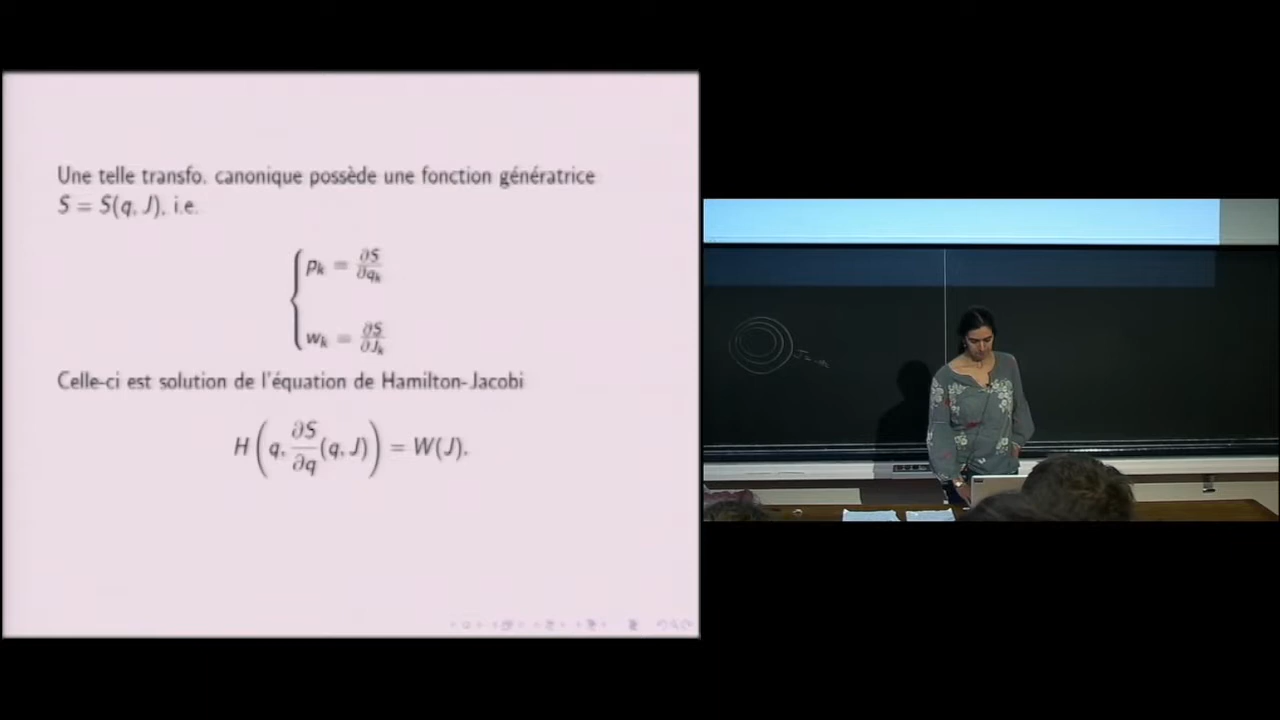 Une telle transfo. canonique possède une fonction génératrice
S = S(q, J), i.e.
p_k = ∂S/∂q_k
w_k = ∂S/∂J_k
Celle-ci est solution de l'équation de Hamilton-Jacobi
H(q, ∂S/∂q (q, J)) = W(J).